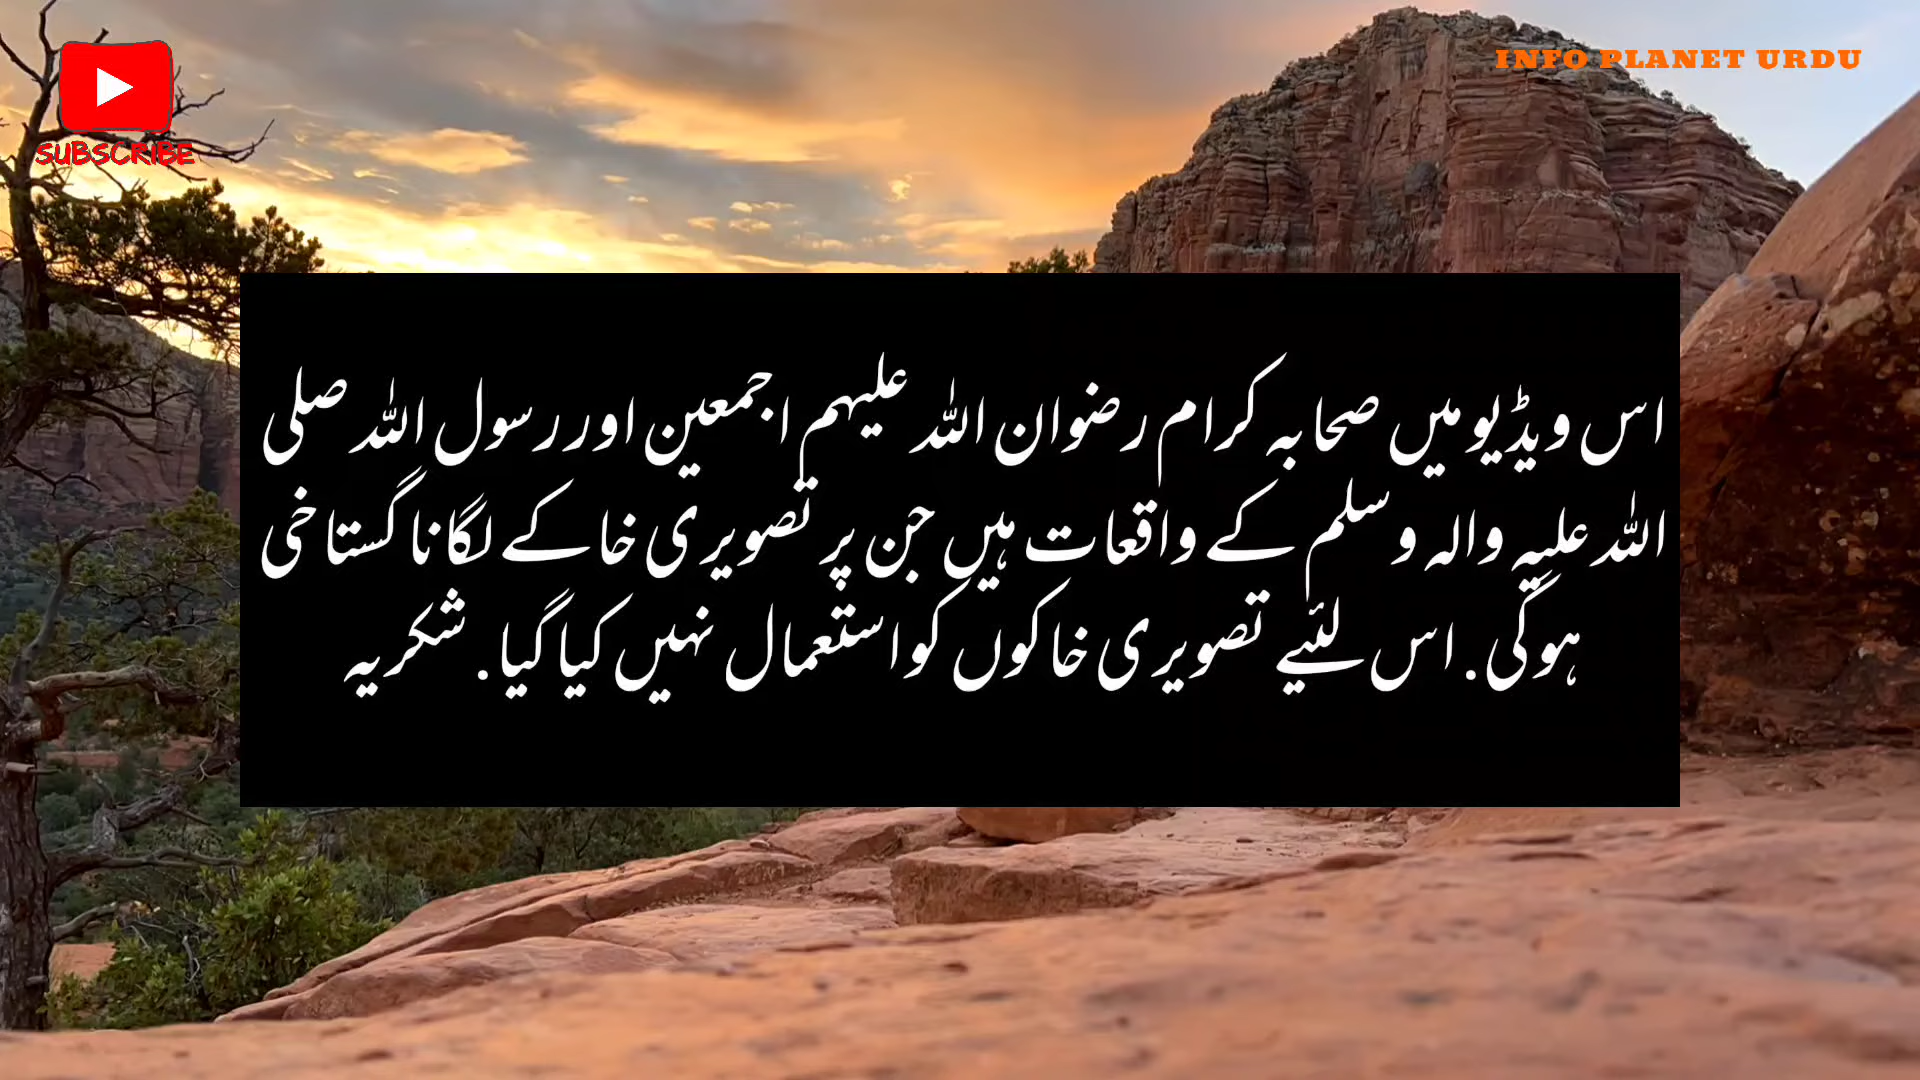 SUBSCRIBE
INFO PLANET URDU
اس ویڈیو میں صحابہ کرام رضوان اللہ علیہم اجمعین اور رسول اللہ صلی
اللہ علیہ والہ وسلم کے واقعات ہیں جن پر تصویری خاکے لگانا گستاخی
ہوگی. اس لئیے تصویری خاکوں کو استعمال نہیں کیا گیا. شکریہ